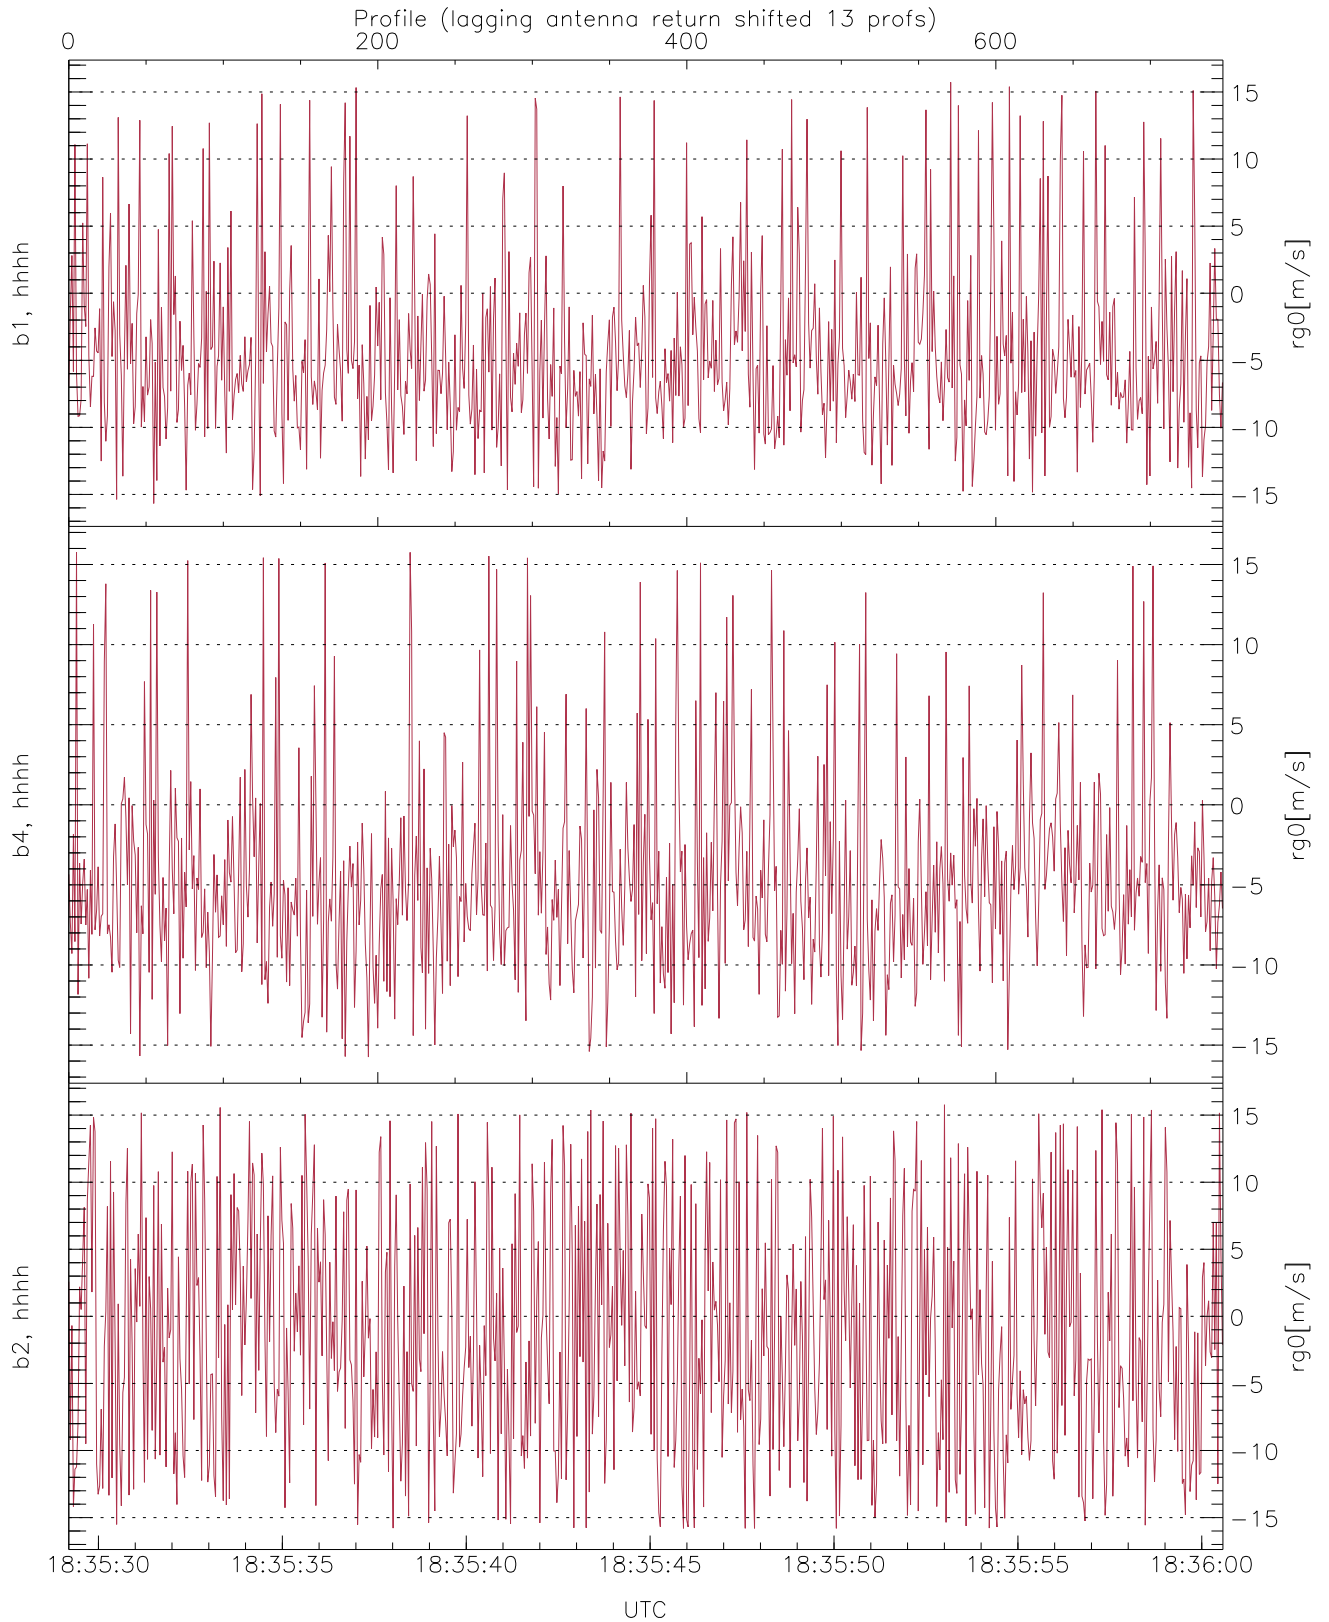 Profile (lagging antenna return shifted 13 profs)
0 200 400 600
b1, hhhh
15
10
5
0
-5
-10
-15
rg0[m/s]
b4, hhhh
15
10
5
0
-5
-10
-15
rg0[m/s]
b2, hhhh
15
10
5
0
-5
-10
-15
rg0[m/s]
18:35:30 18:35:35 18:35:40 18:35:45 18:35:50 18:35:55 18:36:00
UTC